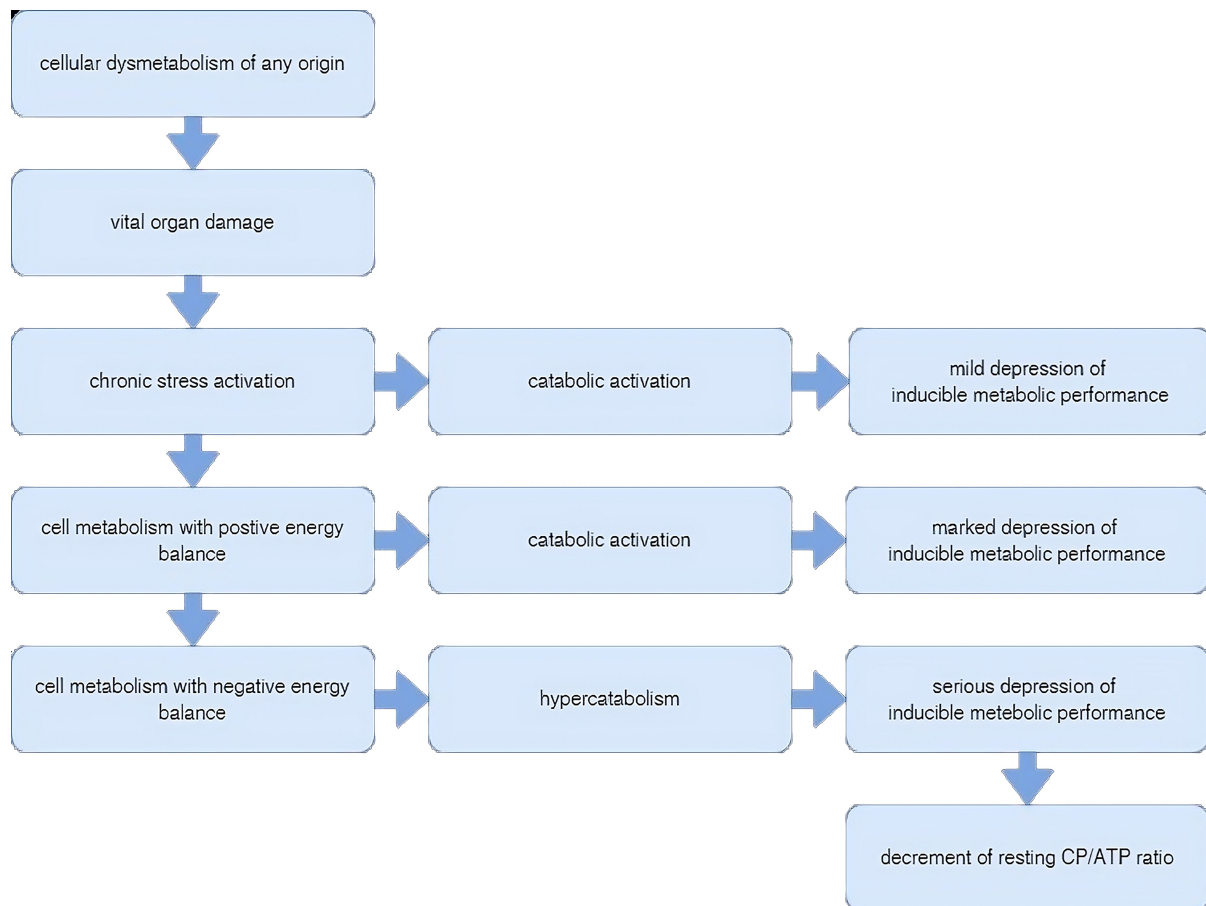 cellular dysmetabolism of any origin
vital organ damage
chronic stress activation
catabolic activation
mild depression of
inducible metabolic performance
cell metabolism with postive energy
balance
catabolic activation
marked depression of
inducible metabolic performance
cell metabolism with negative energy
balance
hypercatabolism
serious depression of
inducible metebolic performance
decrement of resting CP/ATP ratio